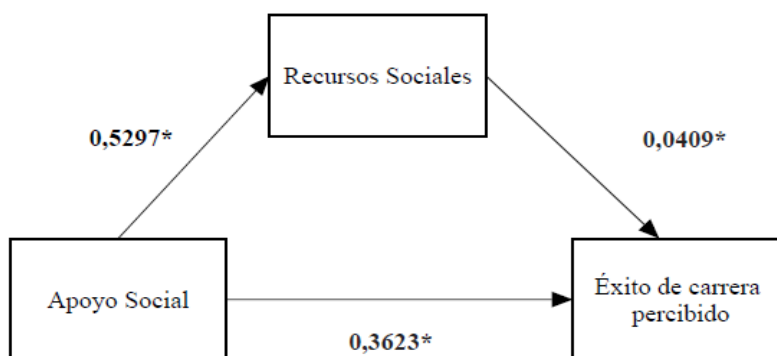 Recursos Sociales
0,5297*
0,0409*
Apoyo Social
Éxito de carrera
percibido
0,3623*